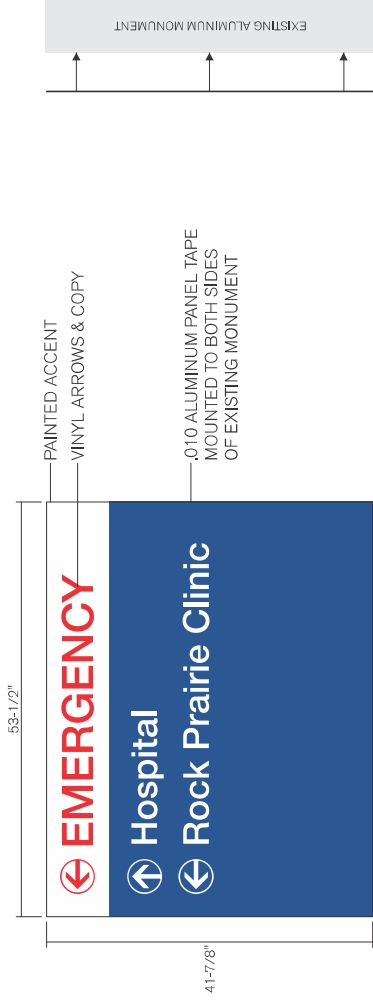 53-1/2"
41-7/8"
EMERGENCY
Hospital
Rock Prairie Clinic
PAINTED ACCENT
VINYL ARROWS & COPY
.010 ALUMINUM PANEL TAPE
MOUNTED TO BOTH SIDES
OF EXISTING MONUMENT
EXISTING ALUMINUM MONUMENT